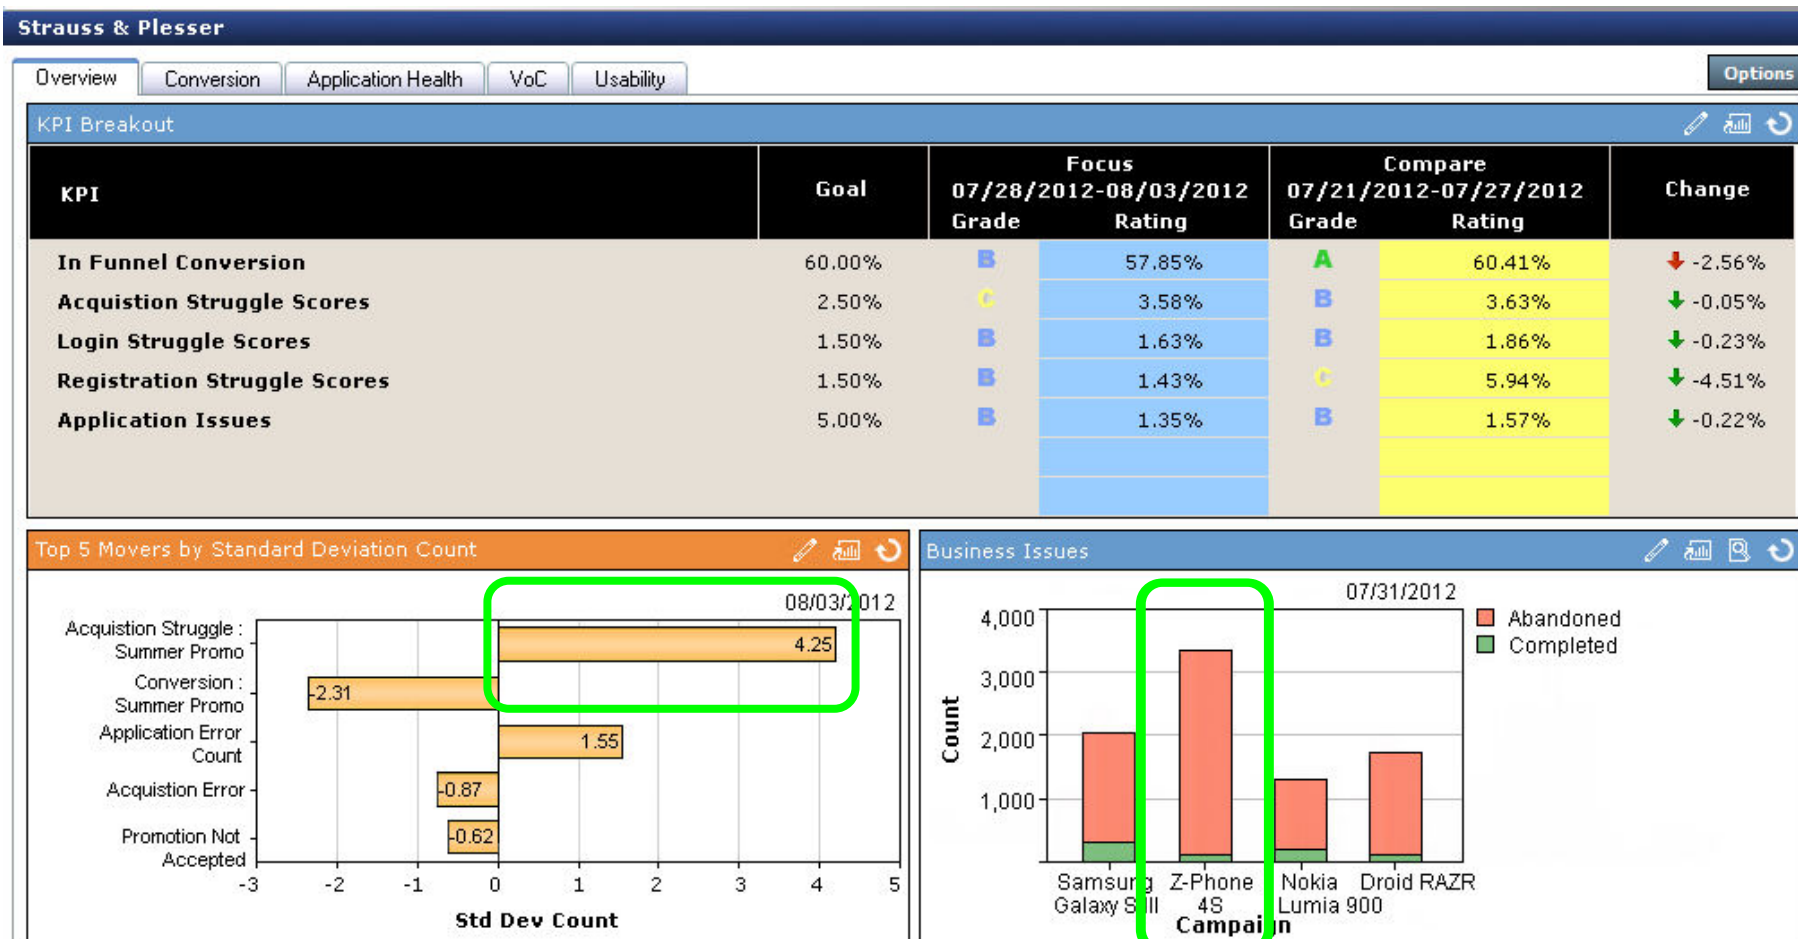 Strauss & Plesser
Overview Conversion Application Health VoC Usability Options
KPI Breakout
KPI Goal Focus 07/28/2012-08/03/2012 Grade Rating Compare 07/21/2012-07/27/2012 Grade Rating Change
In Funnel Conversion 60.00% B 57.85% A 60.41% -2.56%
Acquistion Struggle Scores 2.50% C 3.58% B 3.63% -0.05%
Login Struggle Scores 1.50% B 1.63% B 1.86% -0.23%
Registration Struggle Scores 1.50% B 1.43% C 5.94% -4.51%
Application Issues 5.00% B 1.35% B 1.57% -0.22%
Top 5 Movers by Standard Deviation Count
08/03/2012
Acquistion Struggle :
Summer Promo
4.25
Conversion :
Summer Promo
-2.31
Application Error
Count
1.55
Acquistion Error
-0.87
Promotion Not
Accepted
-0.62
-3 -2 -1 0 1 2 3 4 5
Std Dev Count
Business Issues
07/31/2012
Abandoned
Completed
4,000
3,000
2,000
1,000
Count
Samsung
Galaxy S III
Z-Phone
4S
Nokia
Lumia 900
Droid RAZR
Campaign